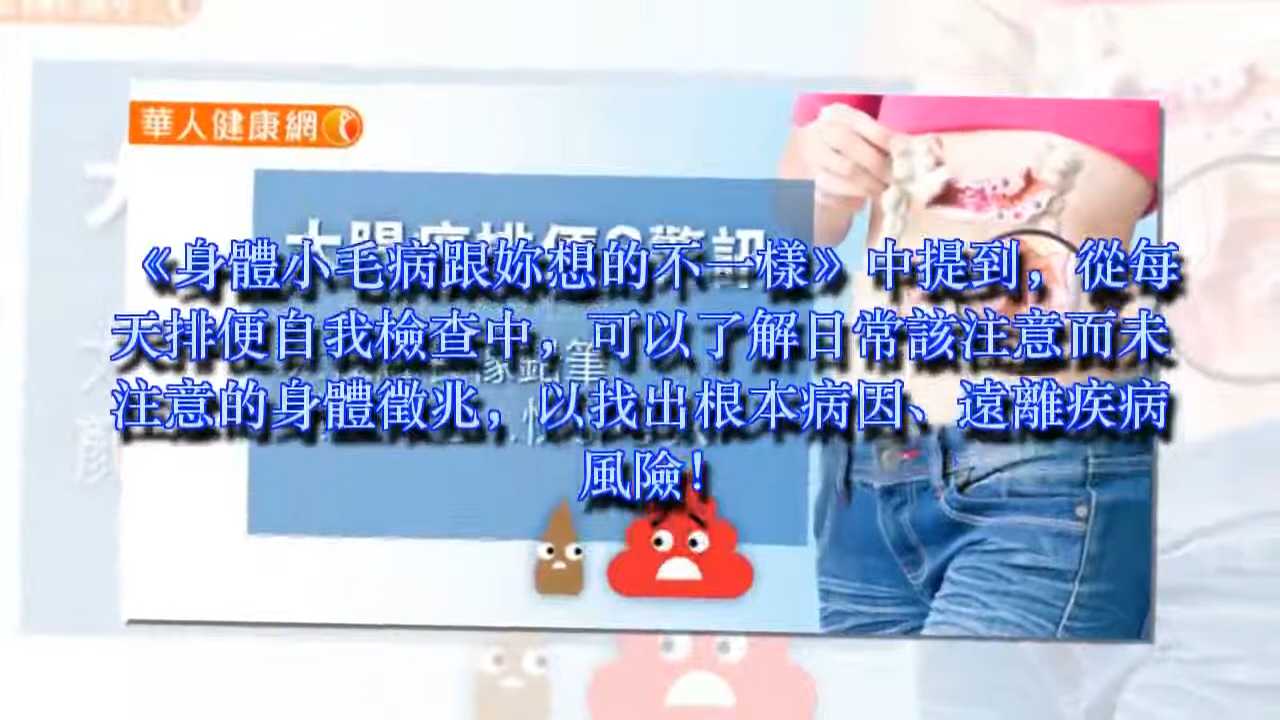 華人健康網
《身體小毛病跟妳想的不一樣》中提到，從每
天排便自我檢查中，可以了解日常該注意而未
注意的身體徵兆，以找出根本病因、遠離疾病
風險！